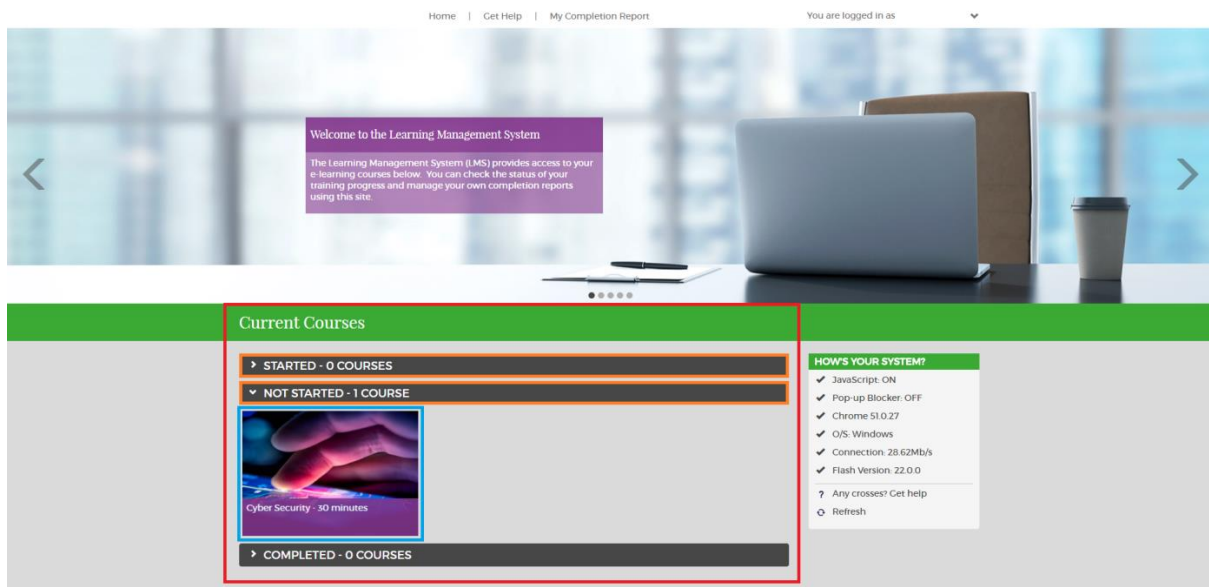 Home | Get Help | My Completion Report
You are logged in as
Welcome to the Learning Management System
The Learning Management System (LMS) provides access to your
e-learning courses below. You can check the status of your
training progress and manage your own completion reports
using this site.
Current Courses
STARTED - 0 COURSES
NOT STARTED - 1 COURSE
Cyber Security - 30 minutes
COMPLETED - 0 COURSES
HOW'S YOUR SYSTEM?
JavaScript: ON
Pop-up Blocker: OFF
Chrome 51.0.27
O/S: Windows
Connection: 28.62Mb/s
Flash Version: 22.0.0
? Any crosses? Get help
Refresh